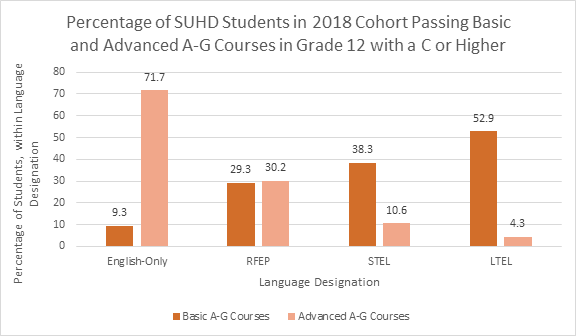 Percentage of SUHD Students in 2018 Cohort Passing Basic
and Advanced A-G Courses in Grade 12 with a C or Higher
Percentage of Students, within Language
Designation
80
70
60
50
40
30
20
10
0
9.3
71.7
29.3
30.2
38.3
10.6
52.9
4.3
English-Only
RFEP
STEL
LTEL
Language Designation
Basic A-G Courses
Advanced A-G Courses